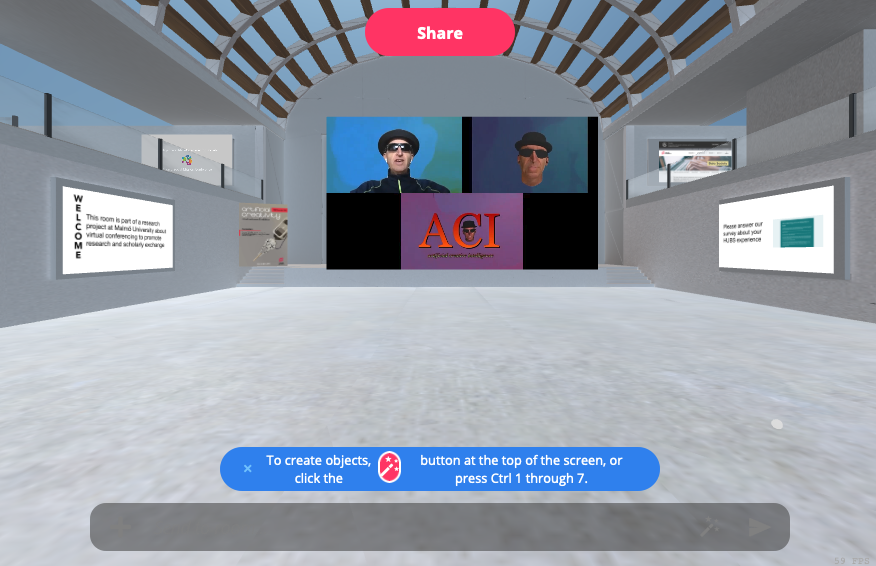 Share
W
E
L
C
O
M
E
This room is part of a research
project at Malmö University about
virtual conferencing to promote
research and scholarly exchange
artificial
creativity
ACI
Please answer our
survey about your
HUBS experience
To create objects,
click the
button at the top of the screen, or
press Ctrl 1 through 7.